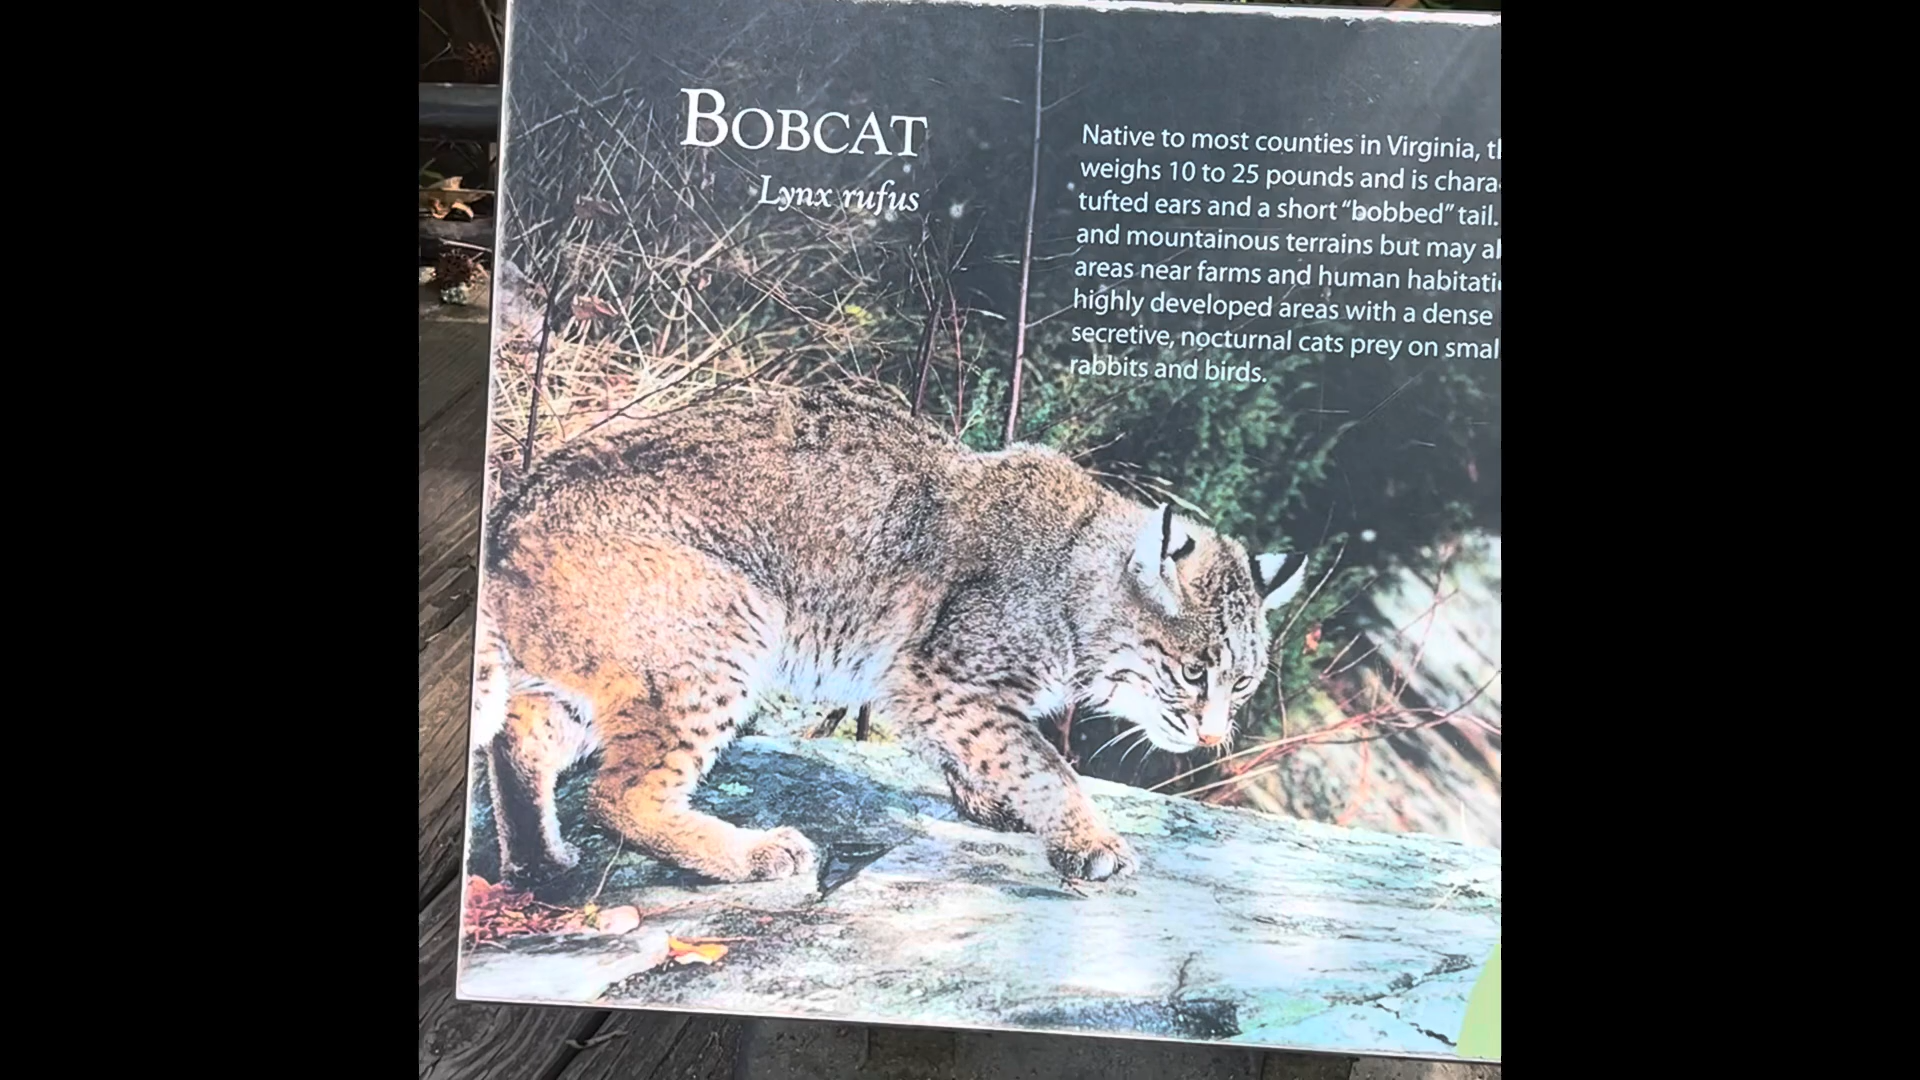 BOBCAT
Lynx rufus
Native to most counties in Virginia,
weighs 10 to 25 pounds and is
tufted ears and a short “bobbed” tail.
and mountainous terrains but may
areas near farms and human
highly developed areas with a dense
secretive, nocturnal cats prey on
rabbits and birds.